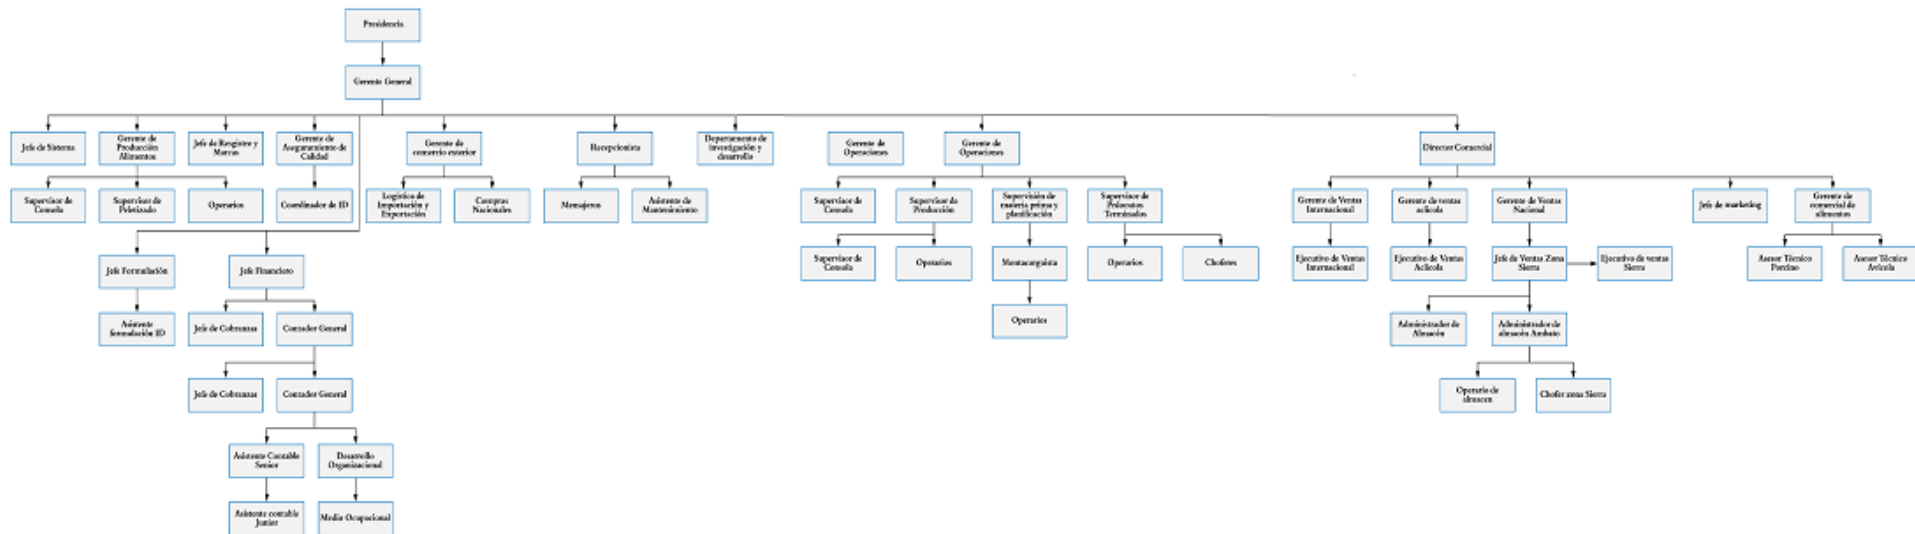 Presidencia
Gerente General
Jefe de Sistema
Gerente de
Producción
Alimentos
Jefe de Resgistro y
Marcas
Gerente de
Aseguramiento de
Calidad
Gerente de
comercio exterior
Recepcionista
Departamento de
investigación y
desarrollo
Gerente de
Operaciones
Gerente de
Operaciones
Director Comercial
Supervisor de
Consola
Supervisor de
Peletizado
Operarios
Coordinador de ID
Logística de
Importación y
Exportación
Compras
Nacionales
Mensajeros
Asistente de
Mantenimiento
Supervisor de
Consola
Supervisor de
Producción
Supervisión de
materia prima y
planificación
Supervisor de
Terminados
Gerente de Ventas
Internacional
Gerente de ventas
acícola
Gerente de Ventas
Nacional
Jefe de marketing
Gerente de
comercial de
alimentos
Jefe Formulación
Jefe Financiero
Supervisor de
Consola
Operarios
Montacarguista
Operarios
Choferes
Ejecutivo de Ventas
Internacional
Ejecutivo de Ventas
Acícola
Jefe de Ventas Zona
Sierra
Ejecutivo de ventas
Sierra
Asesor Técnico
Porcino
Asesor Técnico
Avícola
Asistente
formulación ID
Jefe de Cobranzas
Contador General
Operarios
Administrador de
Almacén
Administrador de
almacén Ambato
Jefe de Cobranzas
Contador General
Operario de
almacen
Chofer zona Sierra
Asistente Contable
Senior
Desarrollo
Organizacional
Asistente contable
Junior
Medio Ocupacional